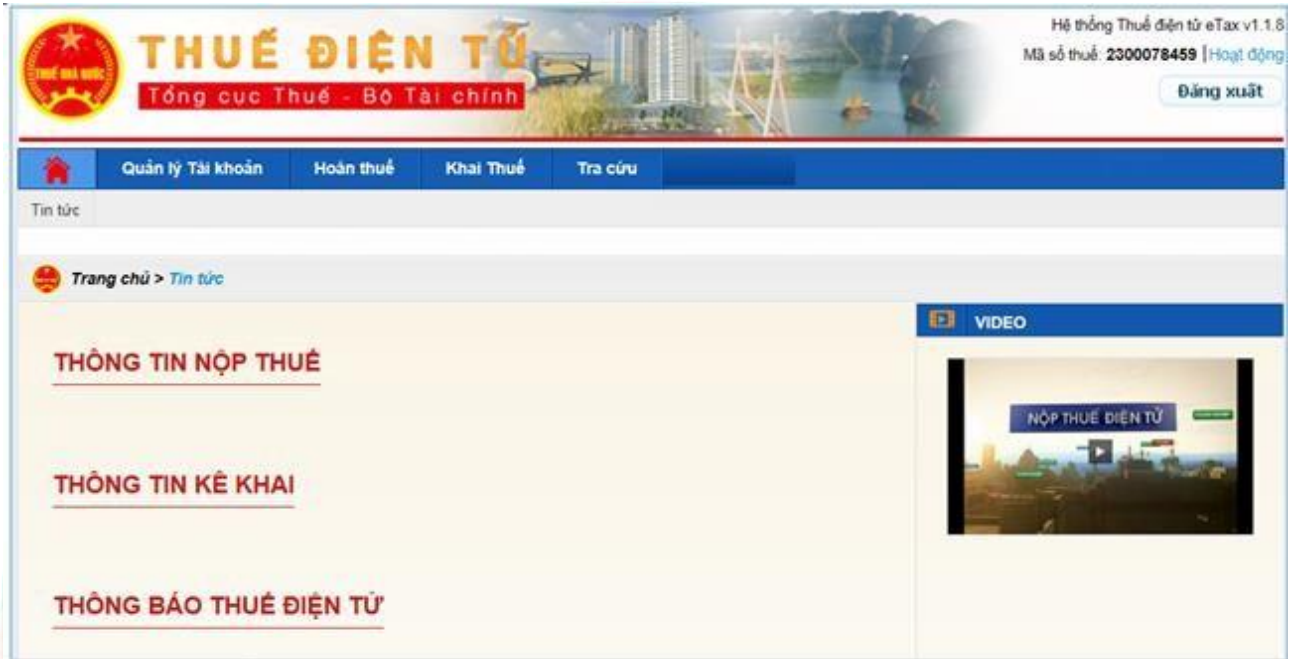 Hệ thống Thuế điện tử eTax v1.1.8
Mã số thuế: 2300078459 | Hoạt động
Đăng xuất
THUẾ NHÀ NƯỚC
THUẾ ĐIỆN TỬ
Tổng cục Thuế - Bộ Tài chính
Quản lý Tài khoản Hoàn thuế Khai Thuế Tra cứu
Tin tức
Trang chủ > Tin tức
VIDEO
THÔNG TIN NỘP THUẾ
NỘP THUẾ ĐIỆN TỬ
THÔNG TIN KÊ KHAI
THÔNG BÁO THUẾ ĐIỆN TỬ